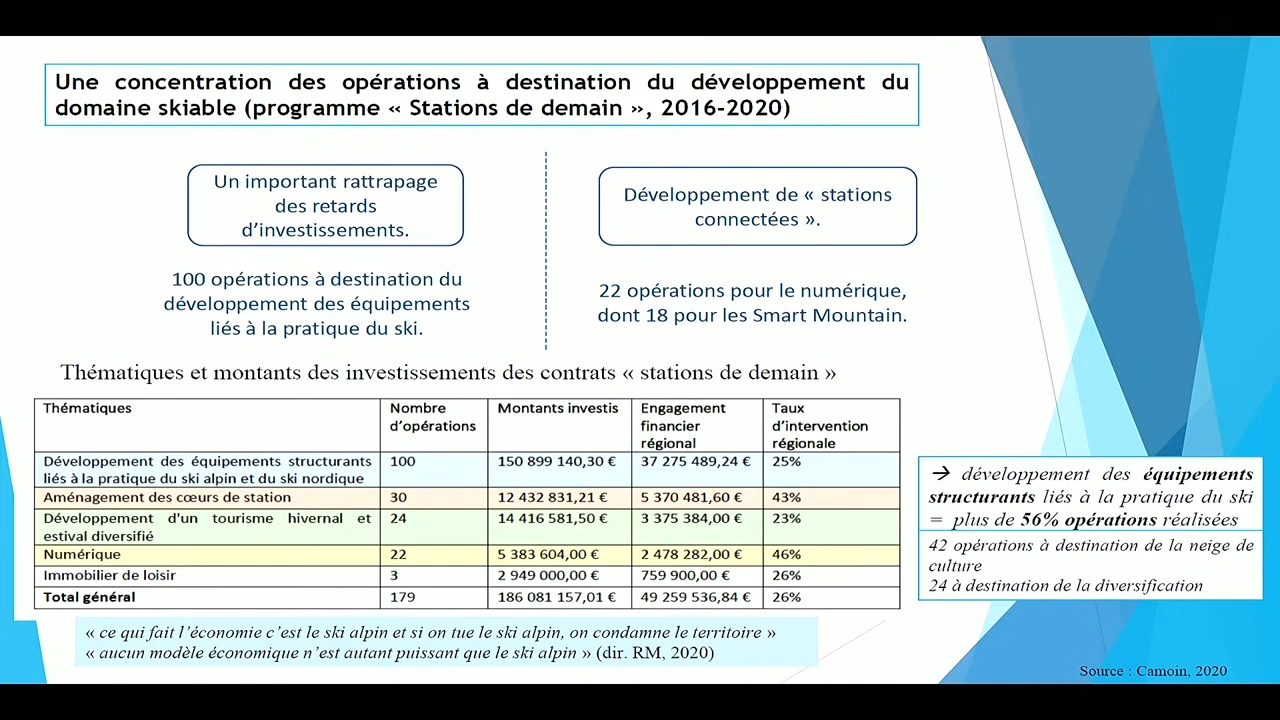 Une concentration des opérations à destination du développement du
domaine skiable (programme « Stations de demain », 2016-2020)
Un important rattrapage
des retards
d'investissements.
100 opérations à destination du
développement des équipements
liés à la pratique du ski.
Développement de « stations
connectées ».
22 opérations pour le numérique,
dont 18 pour les Smart Mountain.
Thématiques et montants des investissements des contrats « stations de demain »
Thématiques
Nombre
d'opérations
Montants investis
Engagement
financier
régional
Taux
d'intervention
régionale
Développement des équipements structurants
liés à la pratique du ski alpin et du ski nordique
100
150 899 140,30 €
37 275 489,24 €
25%
Aménagement des cœurs de station
30
12 432 831,21 €
5 370 481,60 €
43%
Développement d'un tourisme hivernal et
estival diversifié
24
14 416 581,50 €
3 375 384,00 €
23%
Numérique
22
5 383 604,00 €
2 478 282,00 €
46%
Immobilier de loisir
3
2 949 000,00 €
759 900,00 €
26%
Total général
179
186 081 157,01 €
49 259 536,84 €
26%
→ développement des équipements
structurants liés à la pratique du ski
= plus de 56% opérations réalisées
42 opérations à destination de la neige de
culture
24 à destination de la diversification
« ce qui fait l'économie c'est le ski alpin et si on tue le ski alpin, on condamne le territoire »
« aucun modèle économique n'est autant puissant que le ski alpin » (dir. RM, 2020)
Source : Camoin, 2020